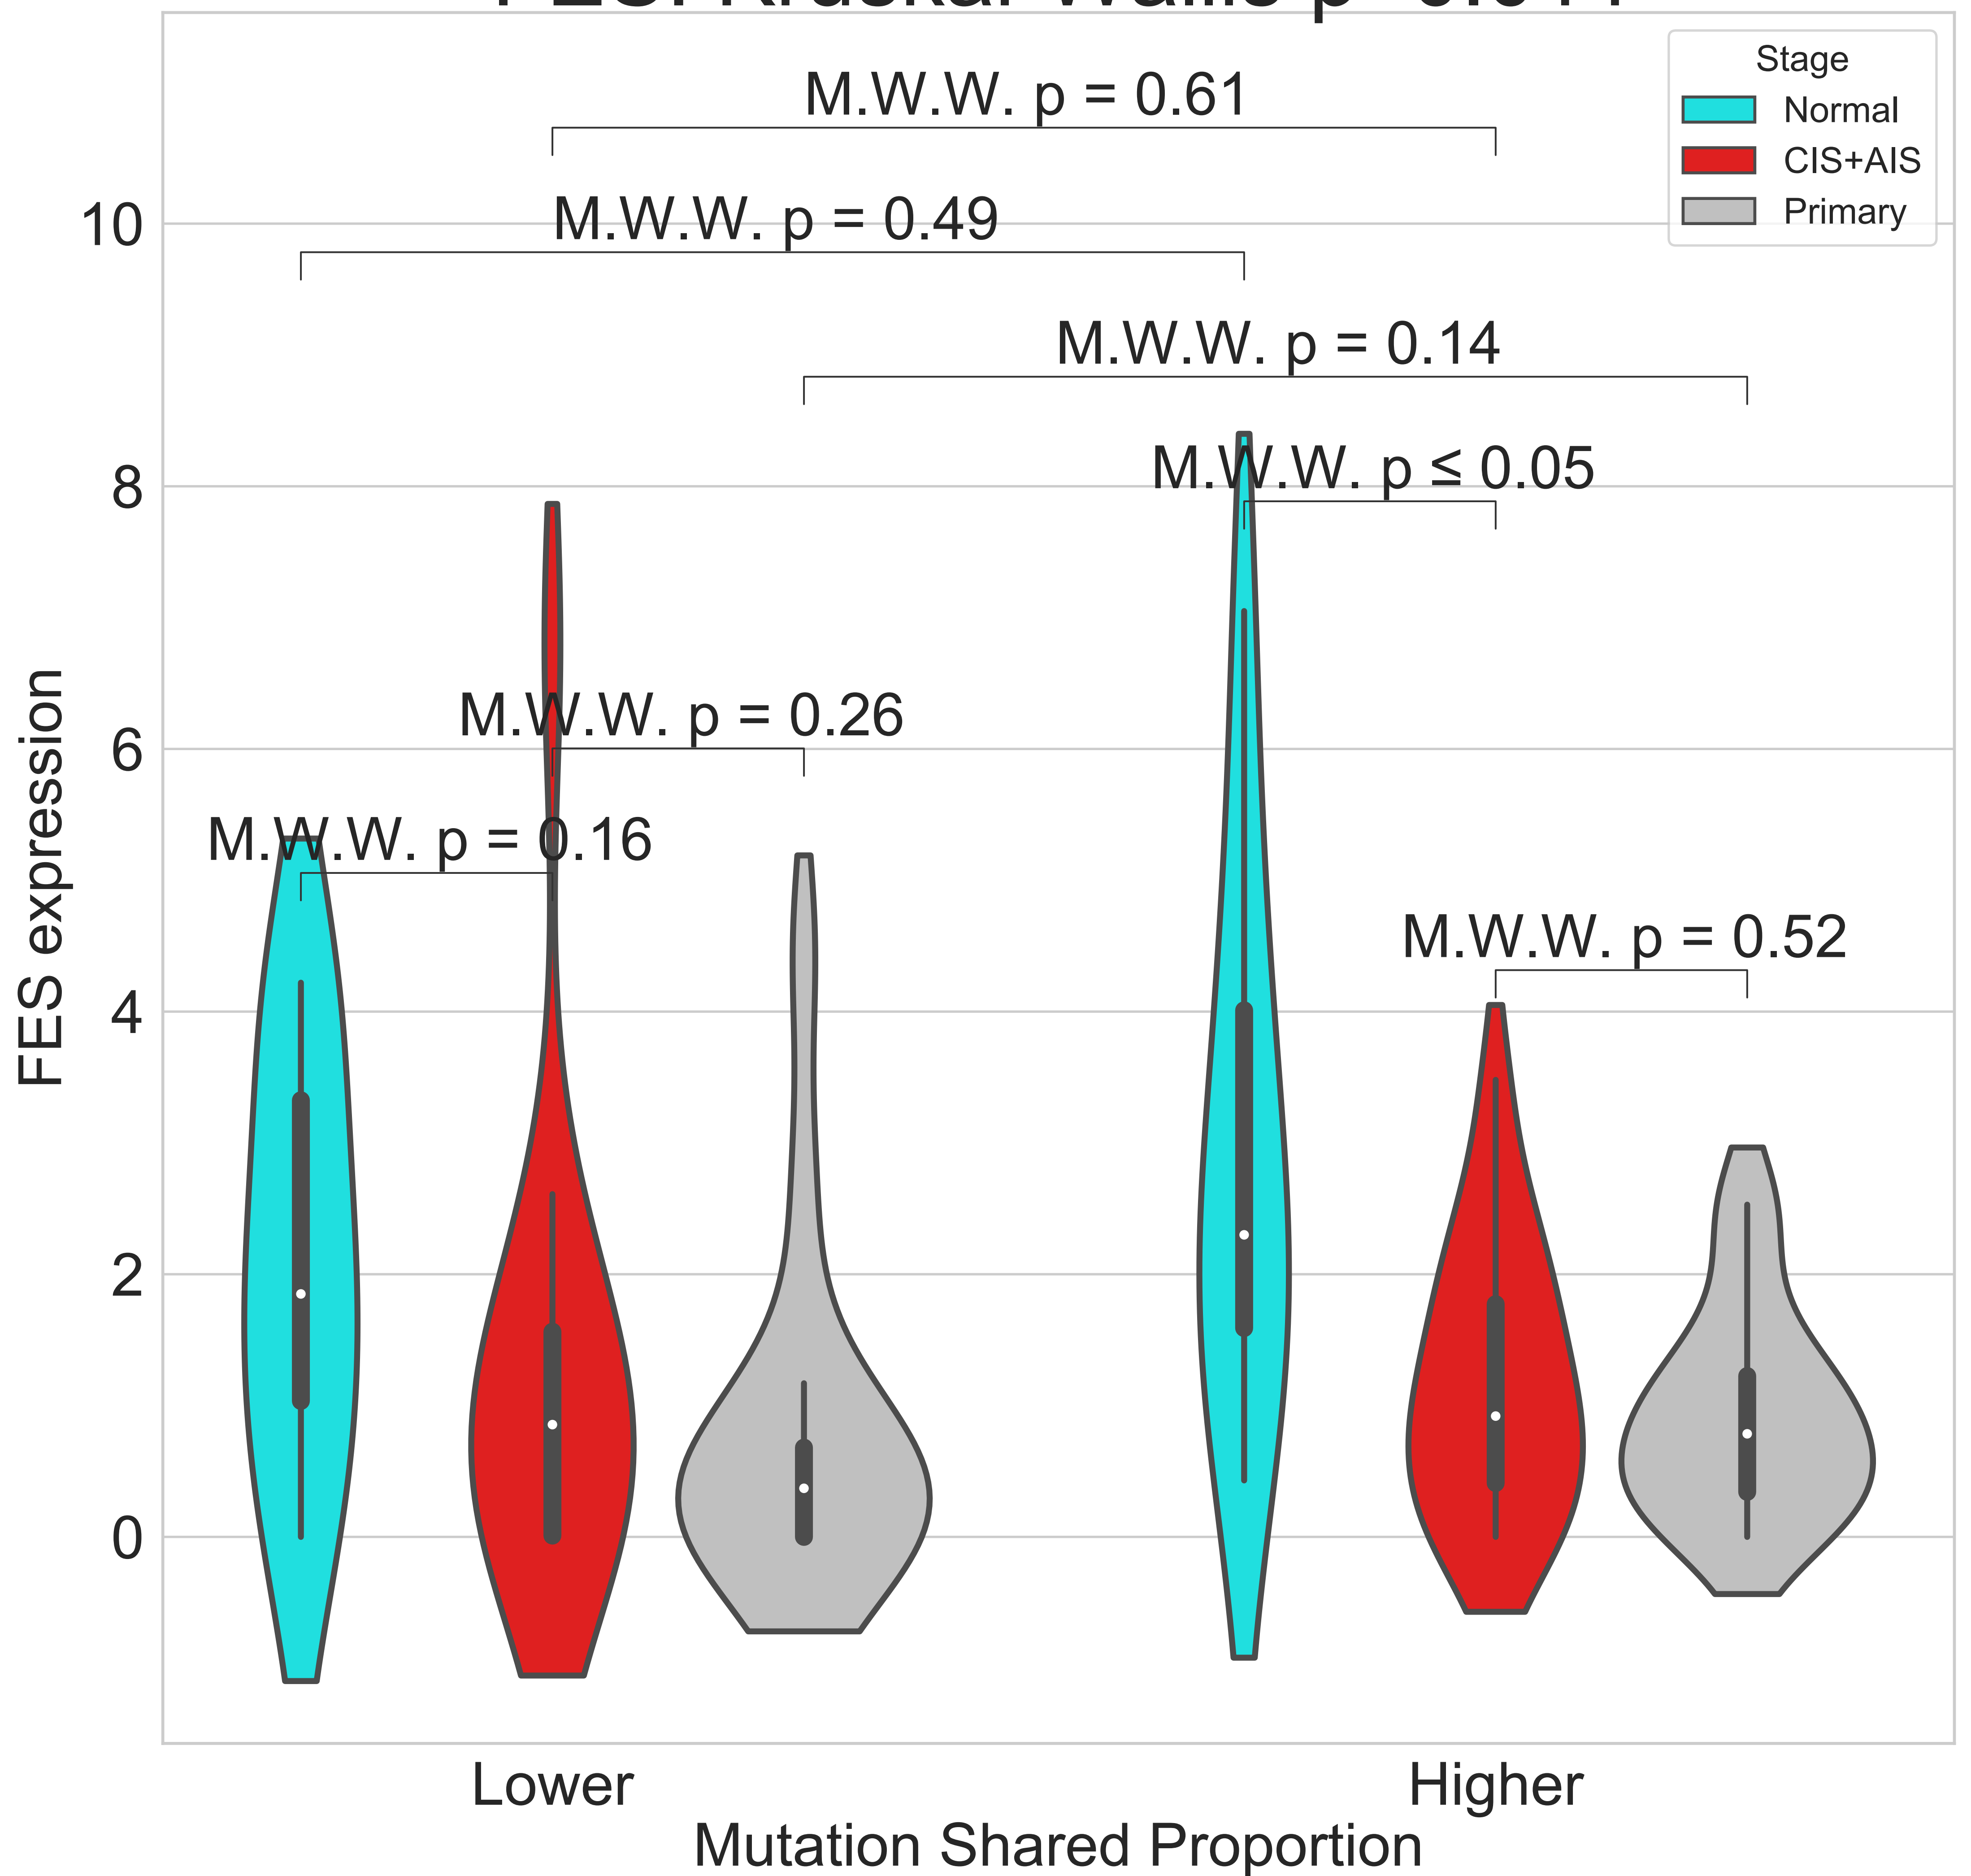 M.W.W. p = 0.61
Stage
Normal
CIS+AIS
Primary
M.W.W. p = 0.49
M.W.W. p = 0.14
M.W.W. p ≤ 0.05
M.W.W. p = 0.26
M.W.W. p = 0.16
M.W.W. p = 0.52
10
8
6
4
2
0
FES expression
Lower
Higher
Mutation Shared Proportion